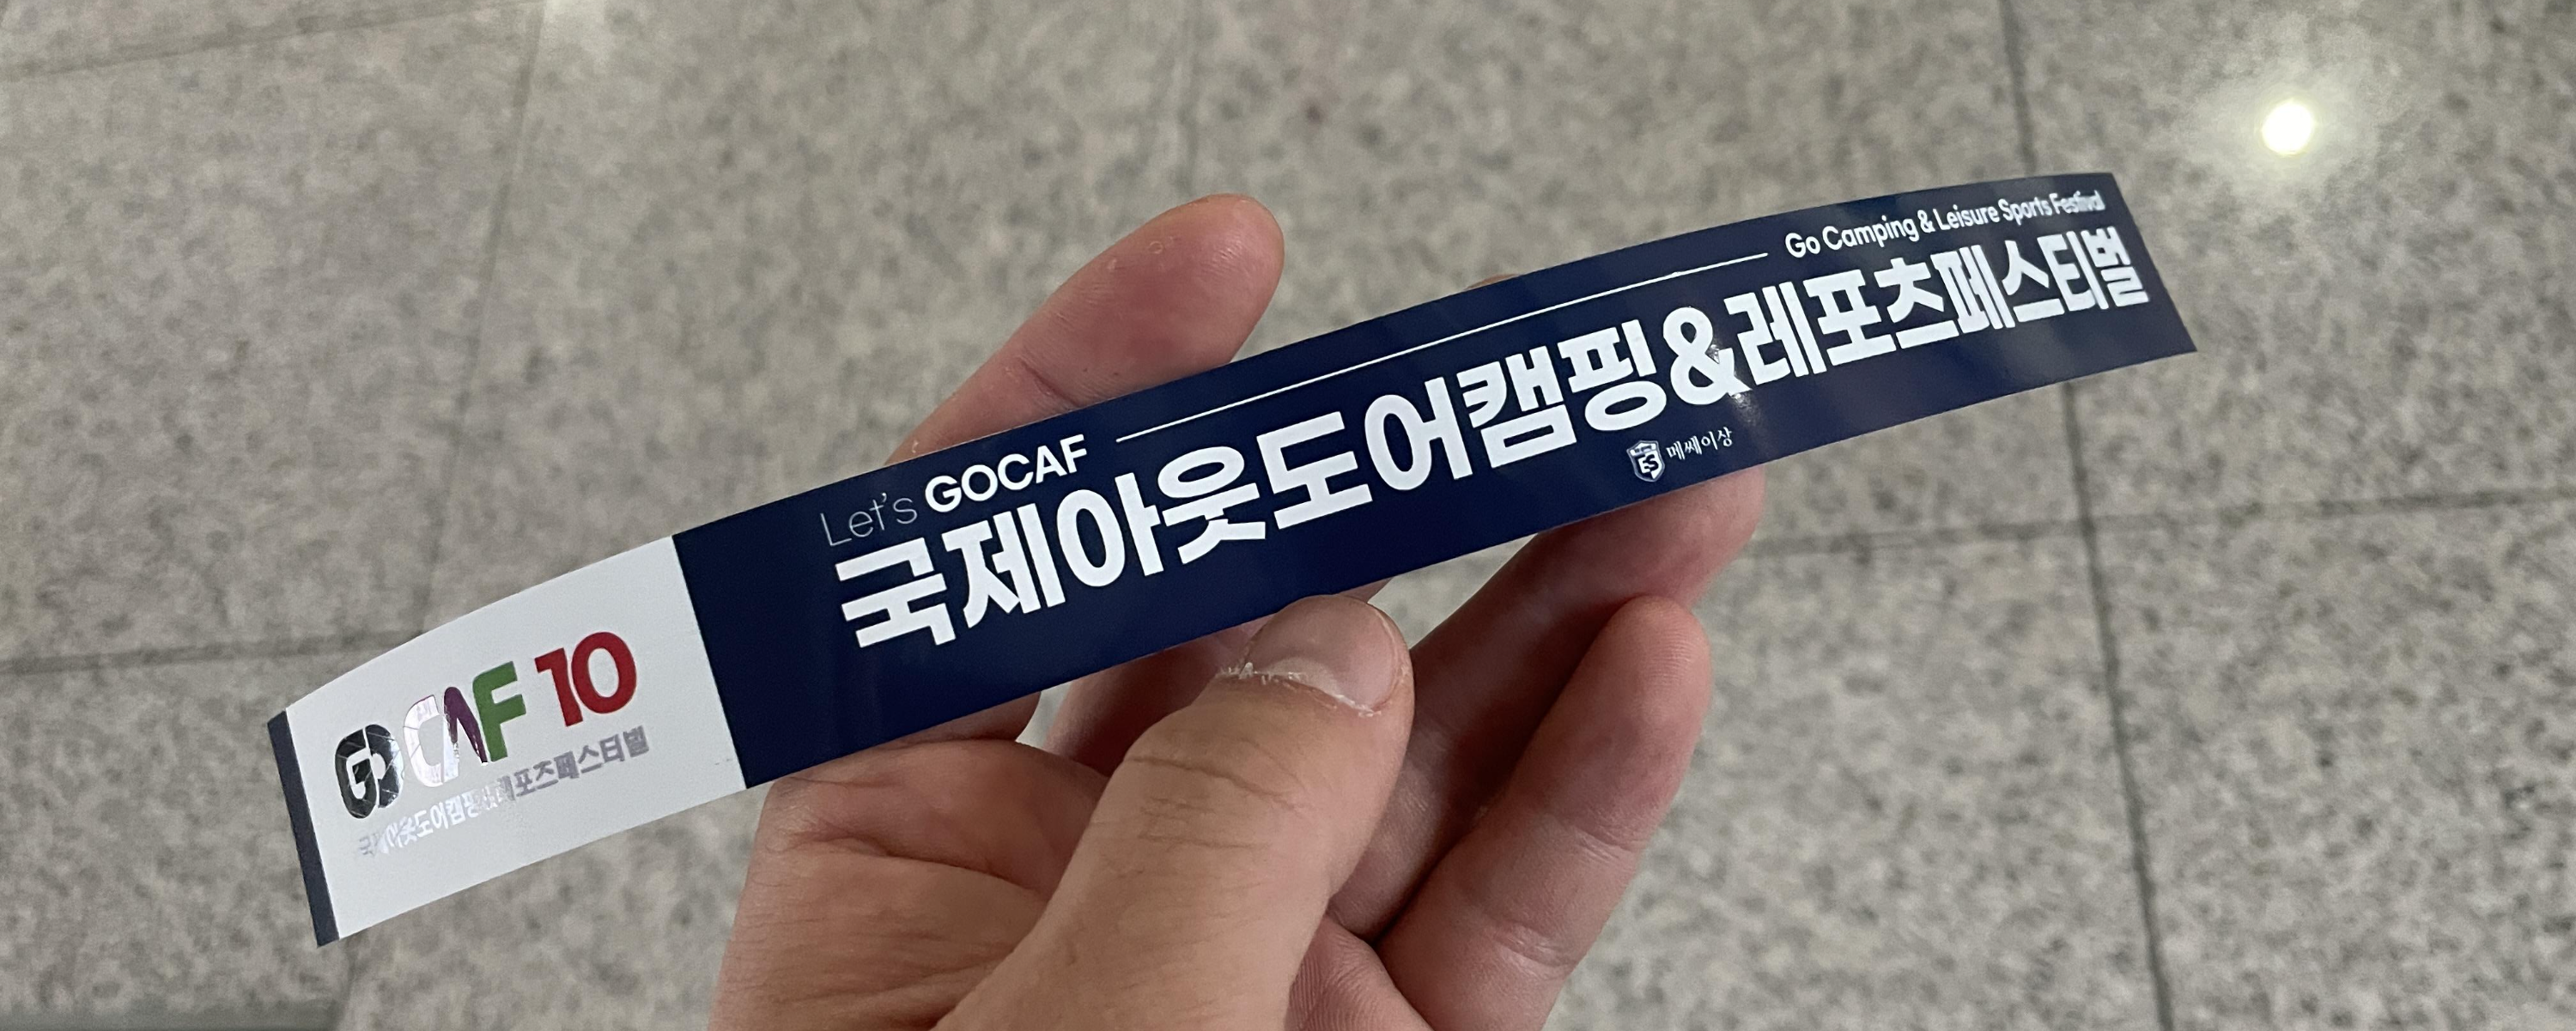 GOCAF 10
국제아웃도어캠핑&레포츠페스티벌
Let's GOCAF
Go Camping & Leisure Sports Festival
국제아웃도어캠핑&레포츠페스티벌
ES 메쎄이상